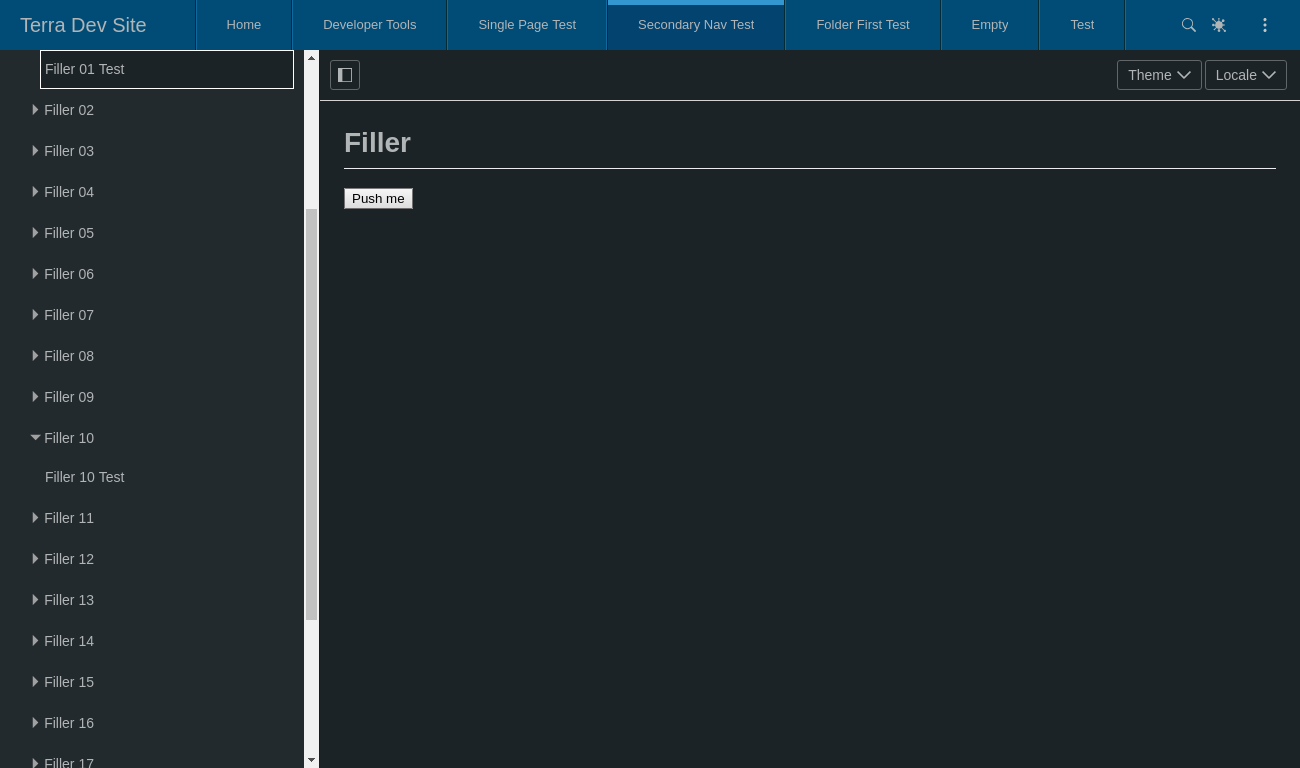 Terra Dev Site
Home
Developer Tools
Single Page Test
Secondary Nav Test
Folder First Test
Empty
Test
Filler 01 Test
Filler 02
Filler 03
Filler 04
Filler 05
Filler 06
Filler 07
Filler 08
Filler 09
Filler 10
Filler 10 Test
Filler 11
Filler 12
Filler 13
Filler 14
Filler 15
Filler 16
Filler 17
Theme
Locale
Filler
Push me